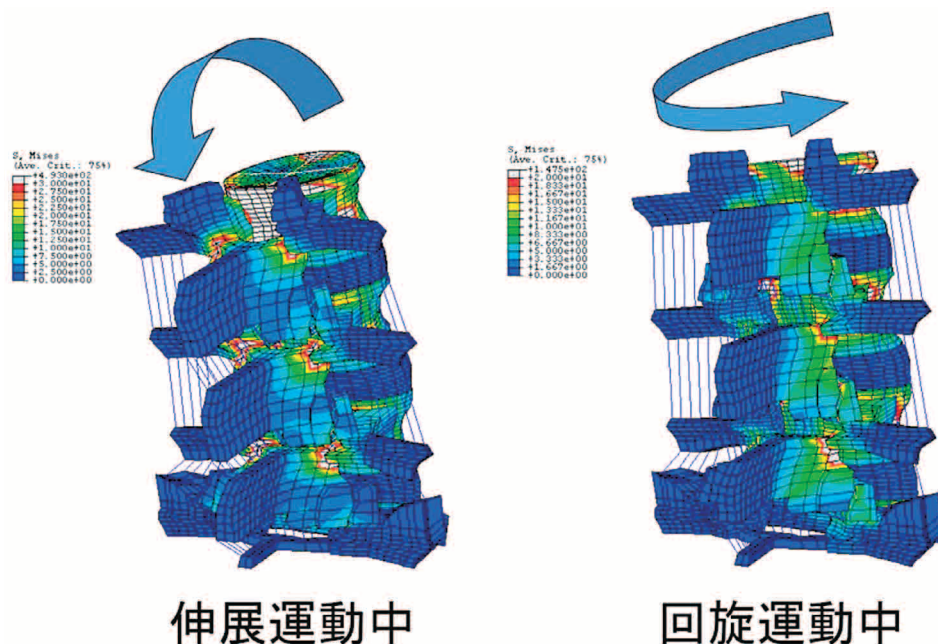 S, Mises
(Ave. Crit.: 75%)
+4.930e+02
+3.000e+01
+2.750e+01
+2.500e+01
+2.250e+01
+2.000e+01
+1.750e+01
+1.500e+01
+1.250e+01
+1.000e+01
+7.500e+00
+5.000e+00
+2.500e+00
+0.000e+00
S, Mises
(Ave. Crit.: 75%)
+1.475e+02
+2.000e+01
+1.833e+01
+1.667e+01
+1.500e+01
+1.333e+01
+1.167e+01
+1.000e+01
+8.333e+00
+6.667e+00
+5.000e+00
+3.333e+00
+1.667e+00
+0.000e+00
伸展運動中
回旋運動中